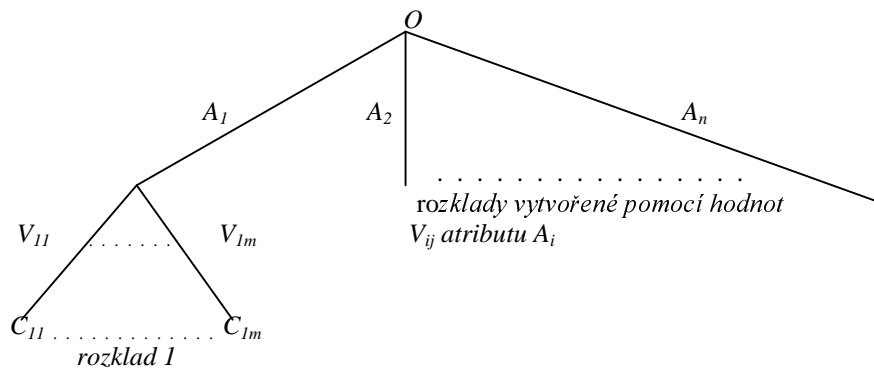 O
A1 A2 An
. . . . . . . . . . . . . . . .
rozklady vytvořené pomocí hodnot
V11 . . . . . . . V1m Vij atributu Ai
C11 . . . . . . . . . . . . . . C1m
rozklad 1